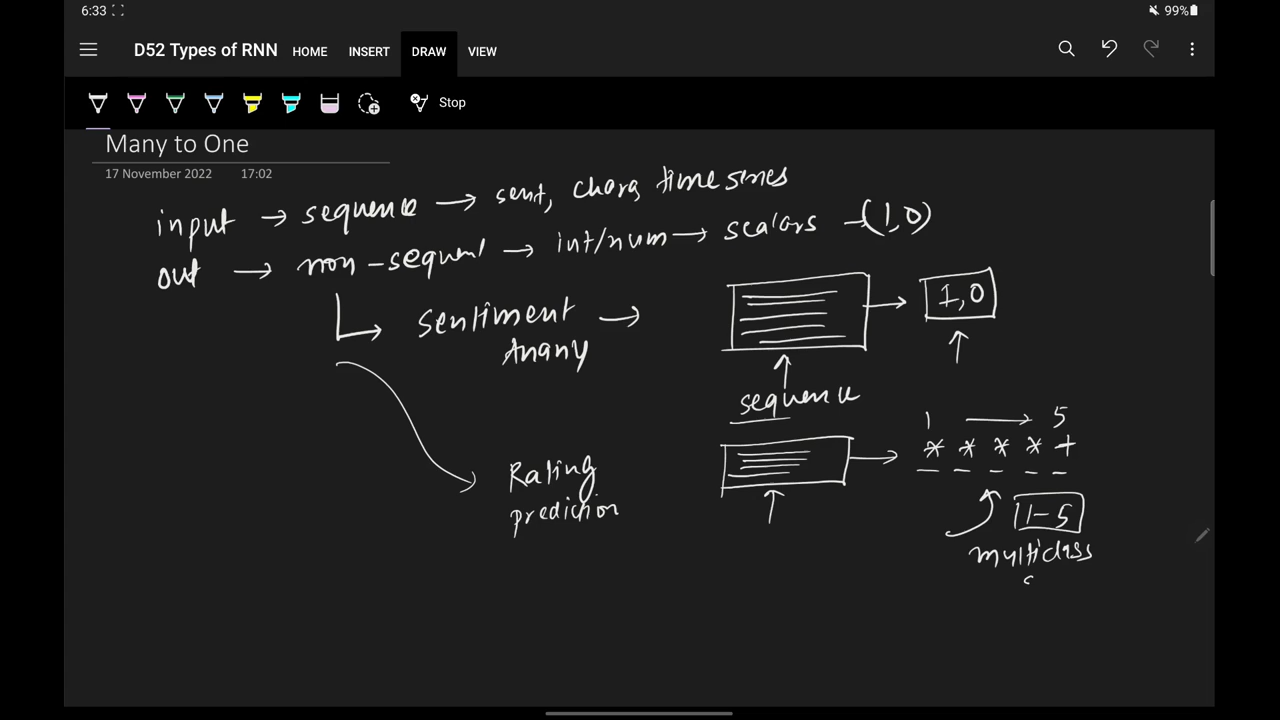 6:33 99%
D52 Types of RNN HOME INSERT DRAW VIEW
Stop
Many to One
17 November 2022 17:02
input → sequence → sent, chars, time series
out → non-sequent → int/num → scalars → (1,0)
Sentiment → 1,0
Anany
sequence
1 → 5
* * * * +
Rating
prediction
1-5
multiclass